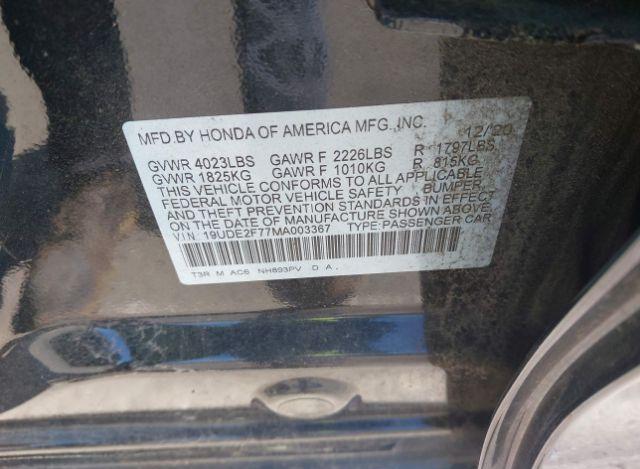 MFD.BY HONDA OF AMERICA MFG.,INC. 12/20
GVWR 4023LBS GAWR F 2226LBS R 1797LBS
GVWR 1825KG GAWR F 1010KG R 815KG
THIS VEHICLE CONFORMS TO ALL APPLICABLE
FEDERAL MOTOR VEHICLE SAFETY BUMPER,
AND THEFT PREVENTION STANDARDS IN EFFECT
ON THE DATE OF MANUFACTURE SHOWN ABOVE.
VIN: 19UDE2F77MA003367 TYPE:PASSENGER CAR
T3R M AC6 NH893PV D A.